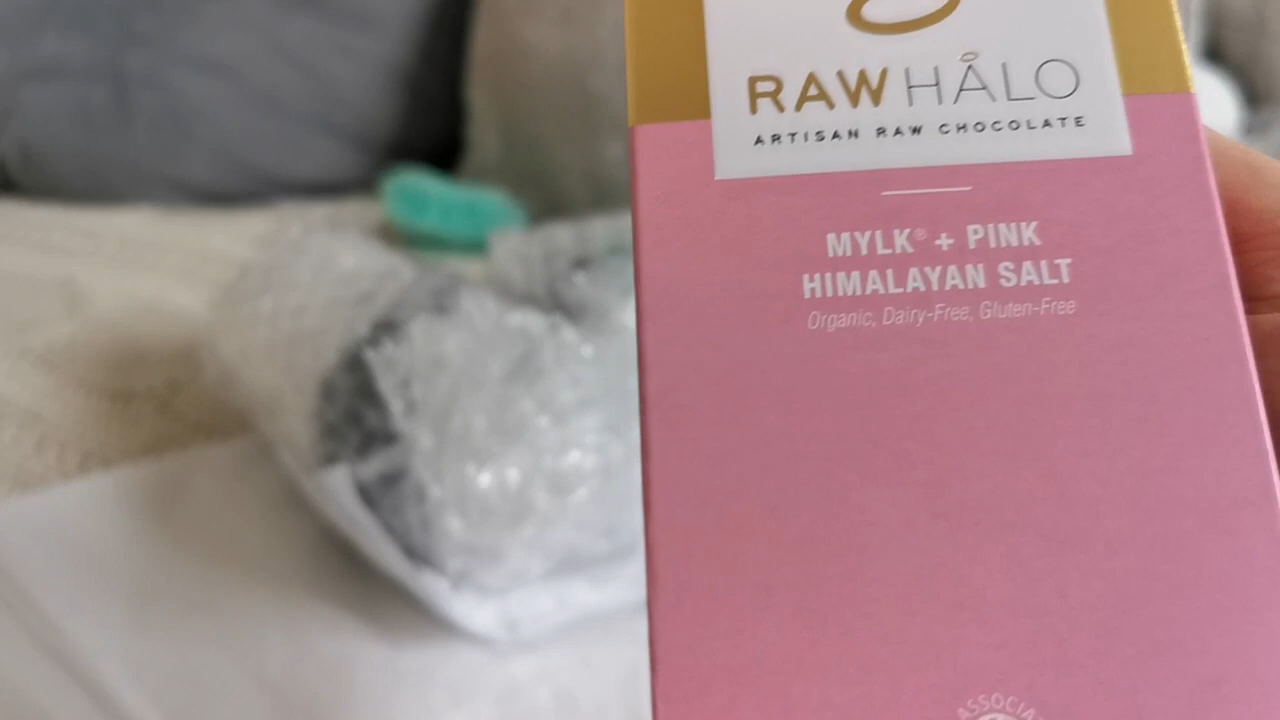 RAW HÅLO
ARTISAN RAW CHOCOLATE
MYLK® + PINK
HIMALAYAN SALT
Organic, Dairy-Free, Gluten-Free